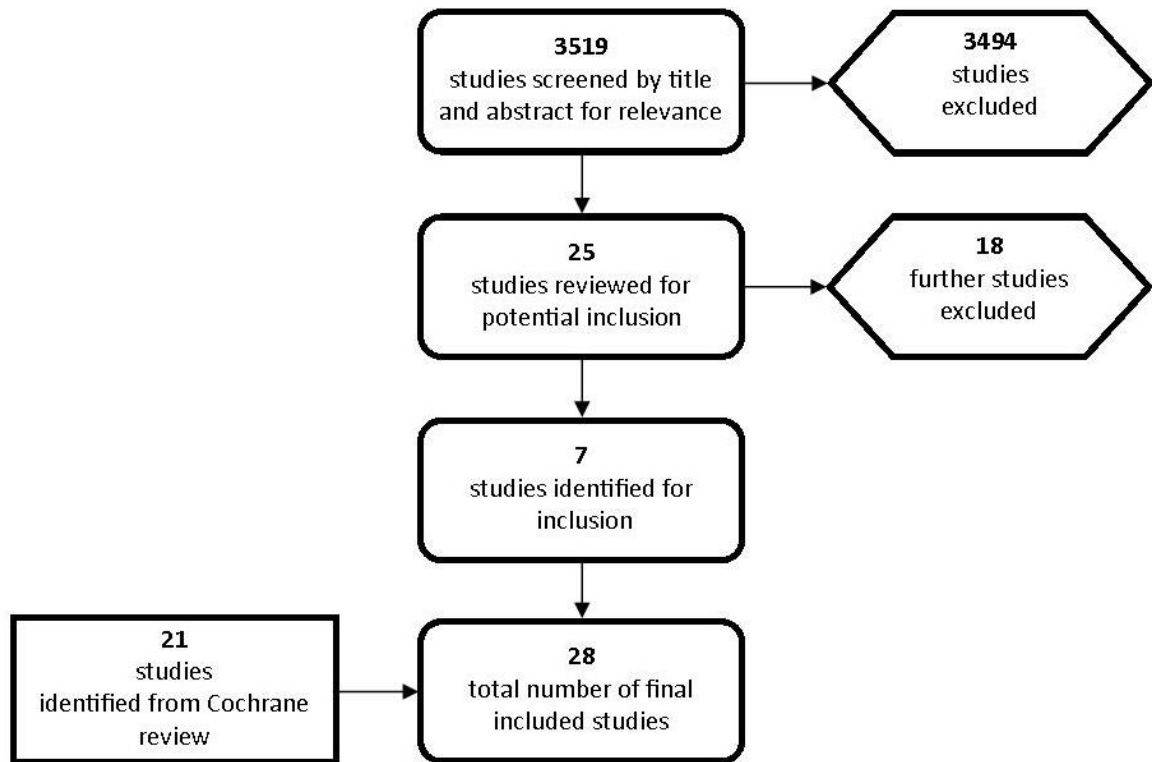 3519
studies screened by title
and abstract for relevance
3494
studies
excluded
25
studies reviewed for
potential inclusion
18
further studies
excluded
7
studies identified for
inclusion
21
studies
identified from Cochrane
review
28
total number of final
included studies